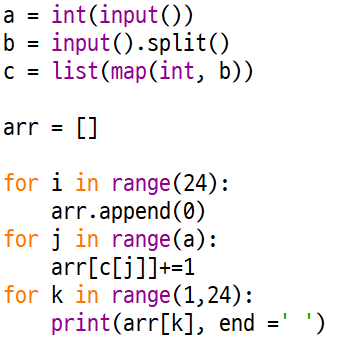 a = int(input())
b = input().split()
c = list(map(int, b))
arr = []
for i in range(24):
    arr.append(0)
for j in range(a):
    arr[c[j]]+=1
for k in range(1,24):
    print(arr[k], end =' ')